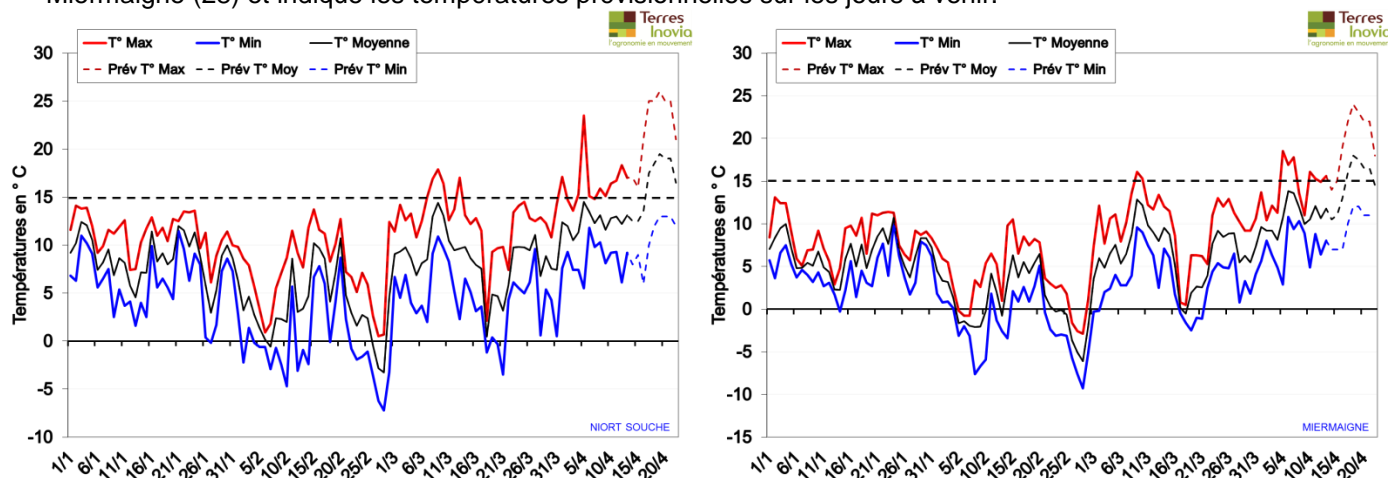 Miermaigne (28) et indique les températures prévisionnelles sur les jours à venir.
Terres
Inovia
l'agronomie en mouvement
T° Max T° Min T° Moyenne
Prév T° Max Prév T° Moy Prév T° Min
Températures en ° C
30
25
20
15
10
5
0
-5
-10
NIORT SOUCHE
1/1 6/1 11/1 16/1 21/1 26/1 31/1 5/2 10/2 15/2 20/2 25/2 1/3 6/3 11/3 16/3 21/3 26/3 31/3 5/4 10/4 15/4 20/4
Terres
Inovia
l'agronomie en mouvement
T° Max T° Min T° Moyenne
Prév T° Max Prév T° Moy Prév T° Min
Températures en ° C
30
25
20
15
10
5
0
-5
-10
-15
MIERMAIGNE
1/1 6/1 11/1 16/1 21/1 26/1 31/1 5/2 10/2 15/2 20/2 25/2 1/3 6/3 11/3 16/3 21/3 26/3 31/3 5/4 10/4 15/4 20/4